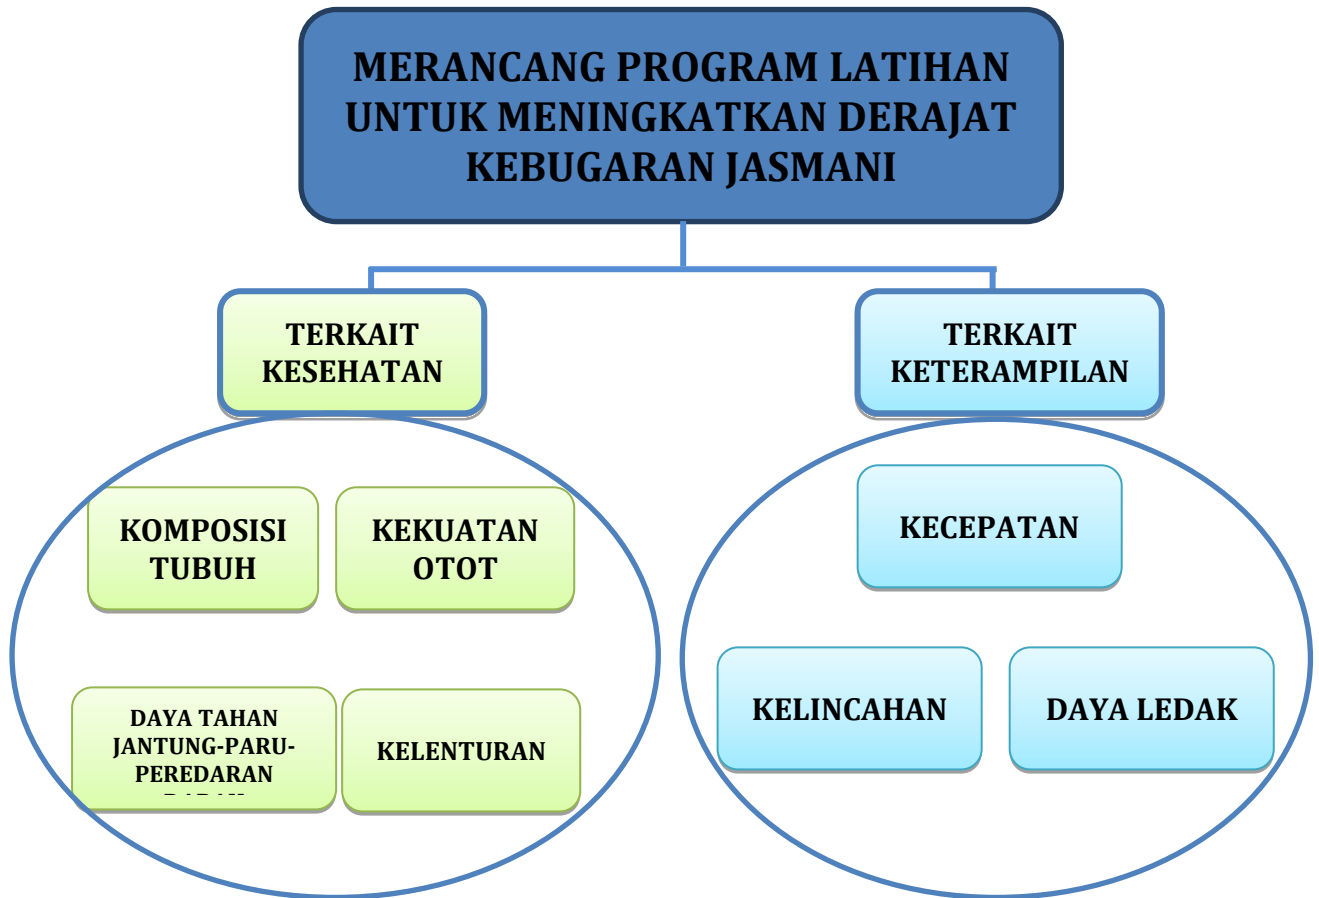 MERANCANG PROGRAM LATIHAN
UNTUK MENINGKATKAN DERAJAT
KEBUGARAN JASMANI
TERKAIT
KESEHATAN
TERKAIT
KETERAMPILAN
KOMPOSISI
TUBUH
KEKUATAN
OTOT
DAYA TAHAN
JANTUNG-PARU-
PEREDARAN
KELENTURAN
KECEPATAN
KELINCAHAN
DAYA LEDAK